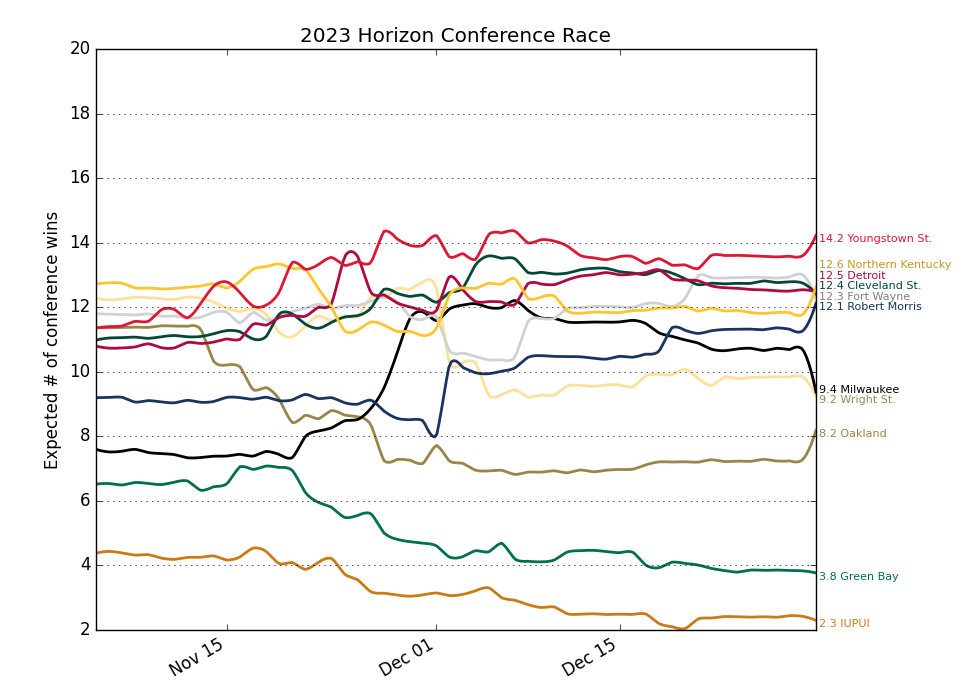 2023 Horizon Conference Race
20
18
16
14
12
10
8
6
4
2
Expected # of conference wins
Nov 15
Dec 01
Dec 15
14.2 Youngstown St.
12.6 Northern Kentucky
12.5 Detroit
12.4 Cleveland St.
12.3 Fort Wayne
12.1 Robert Morris
9.4 Milwaukee
9.2 Wright St.
8.2 Oakland
3.8 Green Bay
2.3 IUPUI